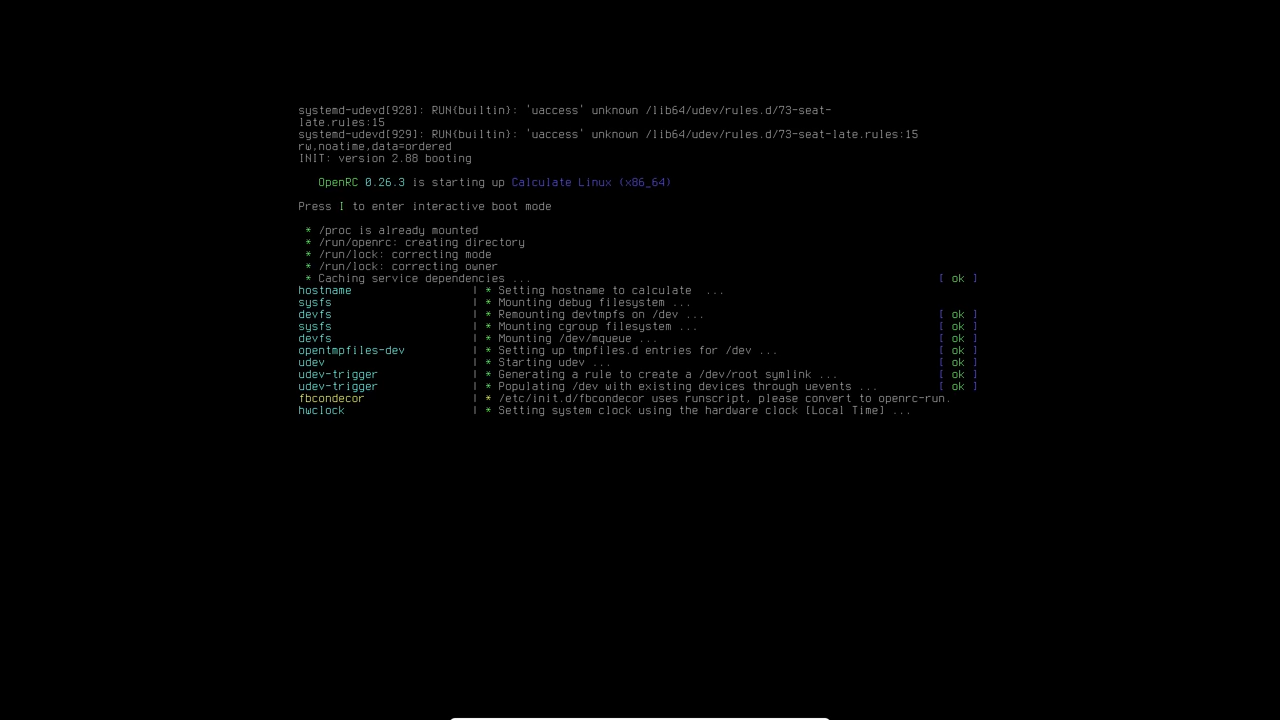 systemd-udevd[928]: RUN{builtin}: 'uaccess' unknown /lib64/udev/rules.d/73-seat-
late.rules:15
systemd-udevd[929]: RUN{builtin}: 'uaccess' unknown /lib64/udev/rules.d/73-seat-late.rules:15
rw,noatime,data=ordered
INIT: version 2.88 booting
OpenRC 0.26.3 is starting up Calculate Linux (x86_64)
Press I to enter interactive boot mode
* /proc is already mounted
* /run/openrc: creating directory
* /run/lock: correcting mode
* /run/lock: correcting owner
* Caching service dependencies ... [ ok ]
hostname | * Setting hostname to calculate ...
sysfs | * Mounting debug filesystem ...
devfs | * Remounting devtmpfs on /dev ... [ ok ]
sysfs | * Mounting cgroup filesystem ... [ ok ]
devfs | * Mounting /dev/mqueue ... [ ok ]
opentmpfiles-dev | * Setting up tmpfiles.d entries for /dev ... [ ok ]
udev | * Starting udev ... [ ok ]
udev-trigger | * Generating a rule to create a /dev/root symlink ... [ ok ]
udev-trigger | * Populating /dev with existing devices through uevents ... [ ok ]
fbcondecor | * /etc/init.d/fbcondecor uses runscript, please convert to openrc-run.
hwclock | * Setting system clock using the hardware clock [Local Time] ...